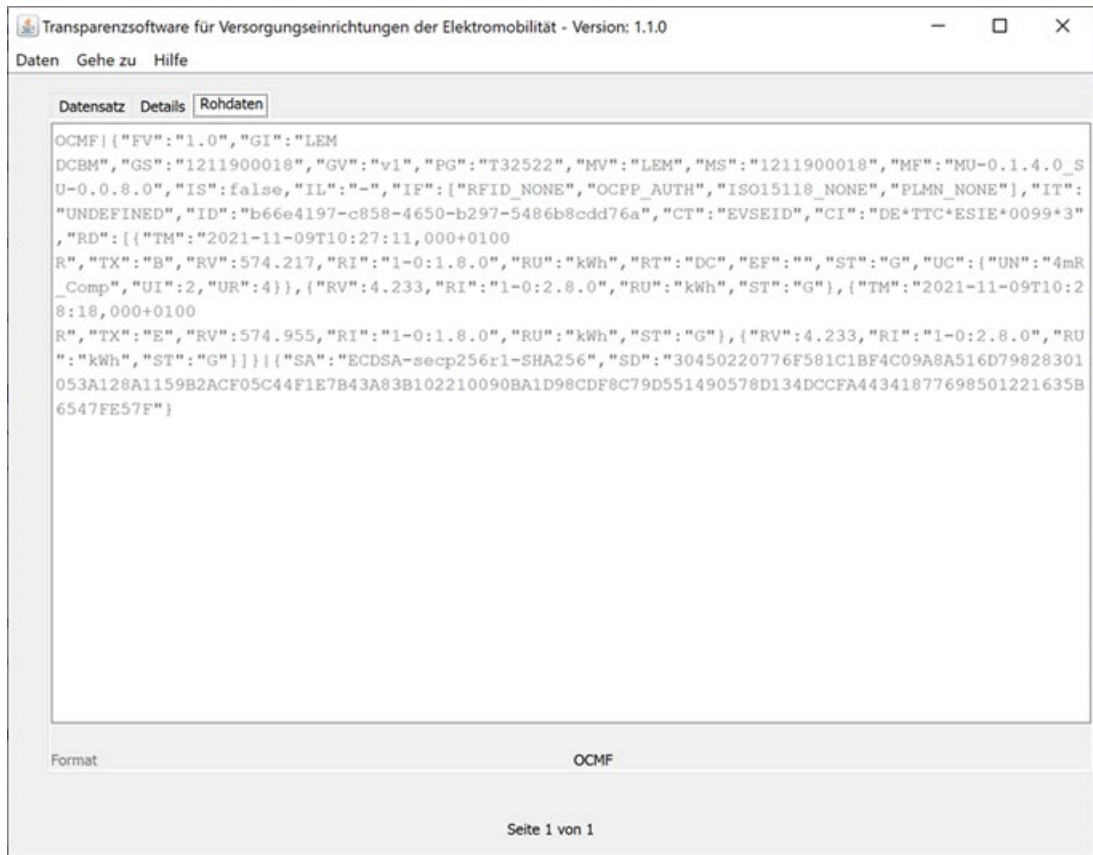 Transparenzsoftware für Versorgungseinrichtungen der Elektromobilität - Version: 1.1.0
Daten Gehe zu Hilfe
Datensatz Details Rohdaten
OCMF|{"FV":"1.0","GI":"LEM
DCBM","GS":"1211900018","GV":"v1","PG":"T32522","MV":"LEM","MS":"1211900018","MF":"MU-0.1.4.0_S
U-0.0.8.0","IS":false,"IL":"-","IF":["RFID_NONE","OCPP_AUTH","ISO15118_NONE","PLMN_NONE"],"IT":
"UNDEFINED","ID":"b66e4197-c858-4650-b297-5486b8cdd76a","CT":"EVSEID","CI":"DE*TTC*ESIE*0099*3"
,"RD":[{"TM":"2021-11-09T10:27:11,000+0100
R","TX":"B","RV":574.217,"RI":"1-0:1.8.0","RU":"kWh","RT":"DC","EF":"","ST":"G","UC":{"UN":"4mR
_Comp","UI":2,"UR":4}},{"RV":4.233,"RI":"1-0:2.8.0","RU":"kWh","ST":"G"},{"TM":"2021-11-09T10:2
8:18,000+0100
R","TX":"E","RV":574.955,"RI":"1-0:1.8.0","RU":"kWh","ST":"G"},{"RV":4.233,"RI":"1-0:2.8.0","RU
":"kWh","ST":"G"}]}|{"SA":"ECDSA-secp256r1-SHA256","SD":"30450220776F581C1BF4C09A8A516D79828301
053A128A1159B2ACF05C44F1E7B43A83B102210090BA1D98CDF8C79D551490578D134DCCFA44341877698501221635B
6547FE57F"}
Format OCMF
Seite 1 von 1